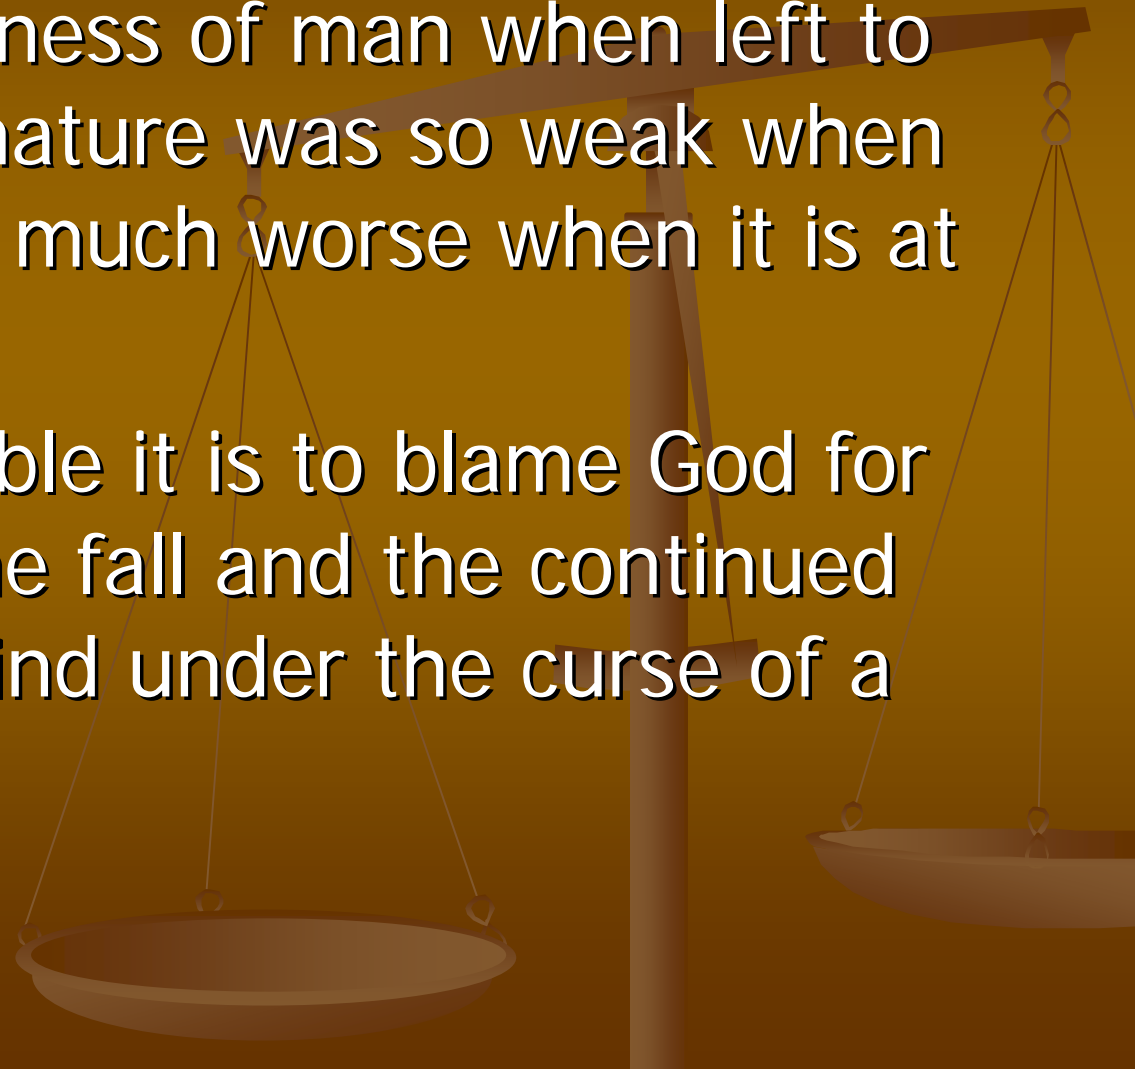 ness of man when left to
nature was so weak when
much worse when it is at
ble it is to blame God for
e fall and the continued
ind under the curse of a